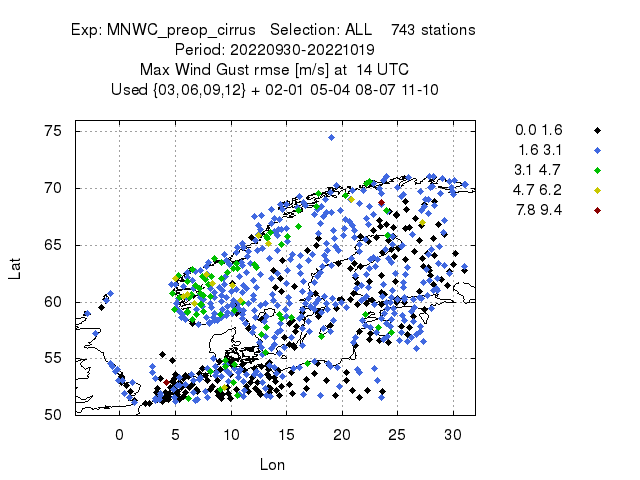 Exp: MNWC_preop_cirrus   Selection: ALL    743 stations
Period: 20220930-20221019
Max Wind Gust rmse [m/s] at  14 UTC
Used {03,06,09,12} + 02-01 05-04 08-07 11-10
0.0 1.6
1.6 3.1
3.1 4.7
4.7 6.2
7.8 9.4
75
70
65
60
55
50
Lat
0 5 10 15 20 25 30
Lon